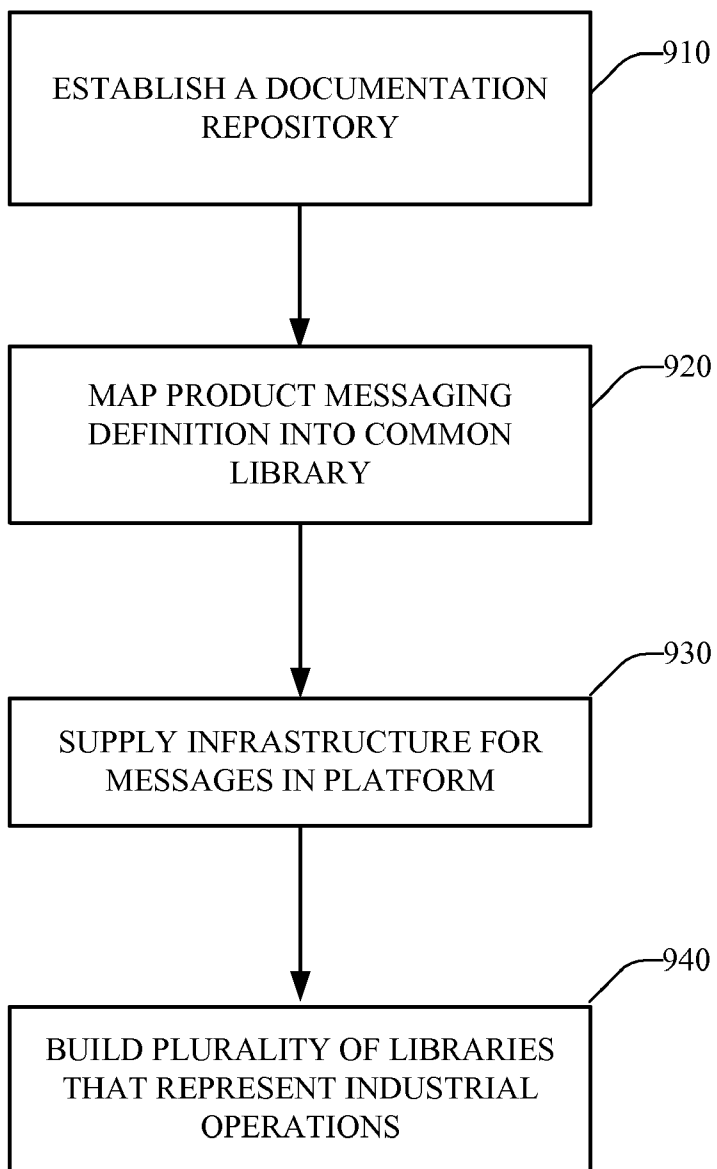 910
ESTABLISH A DOCUMENTATION
REPOSITORY
920
MAP PRODUCT MESSAGING
DEFINITION INTO COMMON
LIBRARY
930
SUPPLY INFRASTRUCTURE FOR
MESSAGES IN PLATFORM
940
BUILD PLURALITY OF LIBRARIES
THAT REPRESENT INDUSTRIAL
OPERATIONS